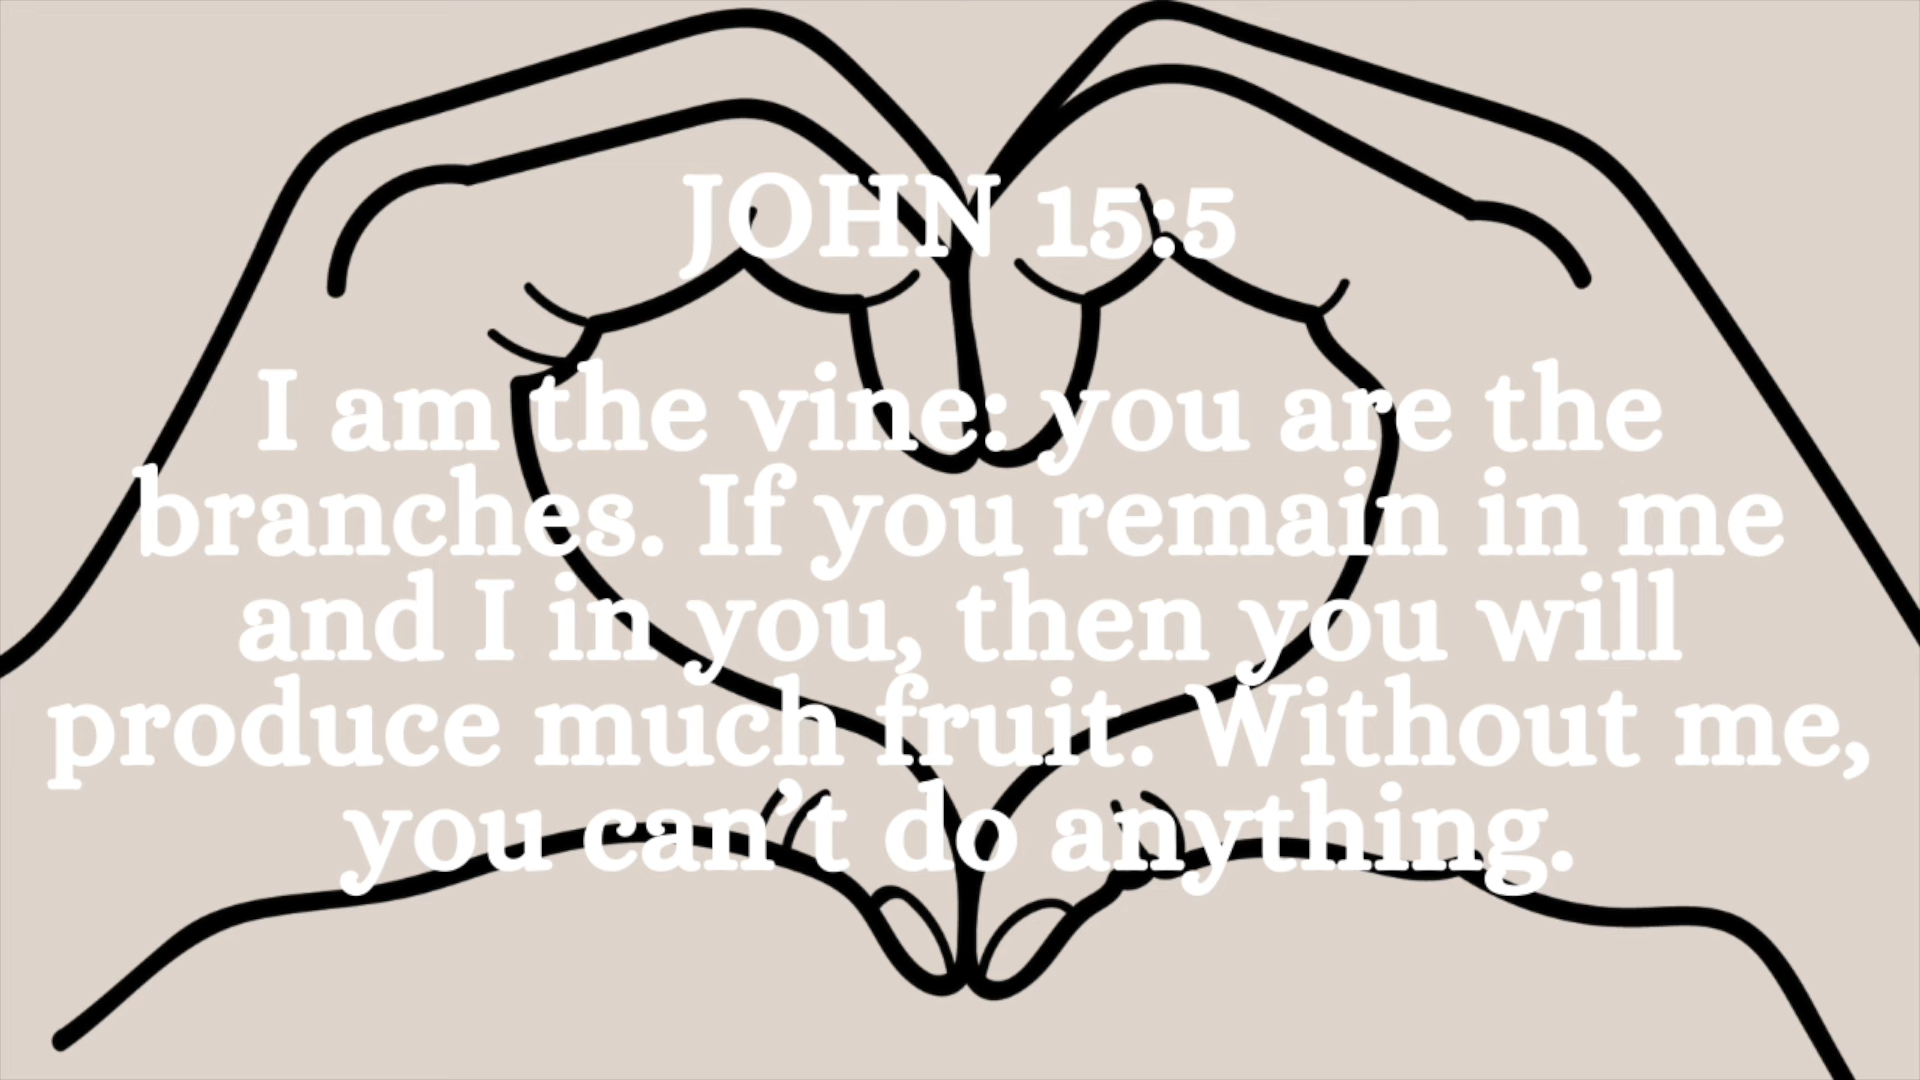 JOHN 15:5
I am the vine: you are the
branches. If you remain in me
and I in you, then you will
produce much fruit. Without me,
you can't do anything.